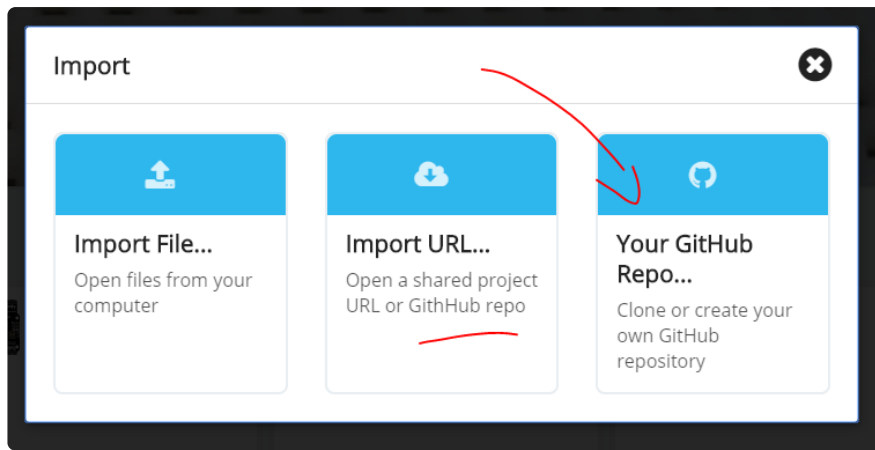 Import
Import File...
Open files from your
computer
Import URL...
Open a shared project
URL or GithHub repo
Your GitHub
Repo...
Clone or create your
own GitHub
repository